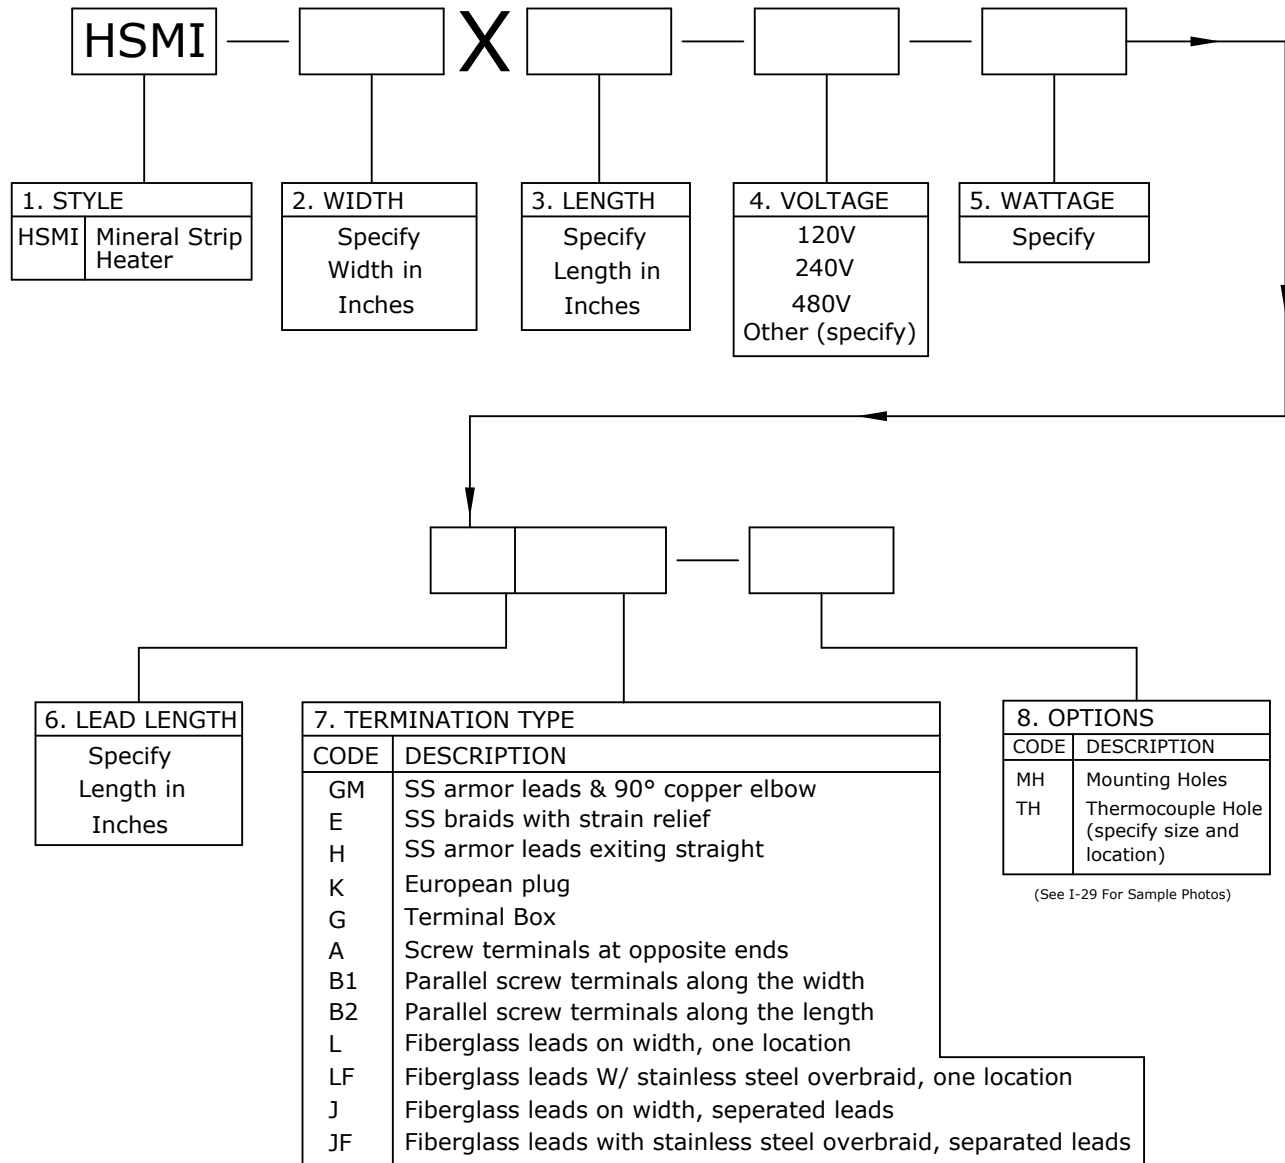 HSMI
X
1. STYLE
HSMI Mineral Strip
Heater
2. WIDTH
Specify
Width in
Inches
3. LENGTH
Specify
Length in
Inches
4. VOLTAGE
120V
240V
480V
Other (specify)
5. WATTAGE
Specify
6. LEAD LENGTH
Specify
Length in
Inches
7. TERMINATION TYPE
CODE DESCRIPTION
GM SS armor leads & 90° copper elbow
E SS braids with strain relief
H SS armor leads exiting straight
K European plug
G Terminal Box
A Screw terminals at opposite ends
B1 Parallel screw terminals along the width
B2 Parallel screw terminals along the length
L Fiberglass leads on width, one location
LF Fiberglass leads W/ stainless steel overbraid, one location
J Fiberglass leads on width, seperated leads
JF Fiberglass leads with stainless steel overbraid, separated leads
8. OPTIONS
CODE DESCRIPTION
MH Mounting Holes
TH Thermocouple Hole
(specify size and
location)
(See I-29 For Sample Photos)